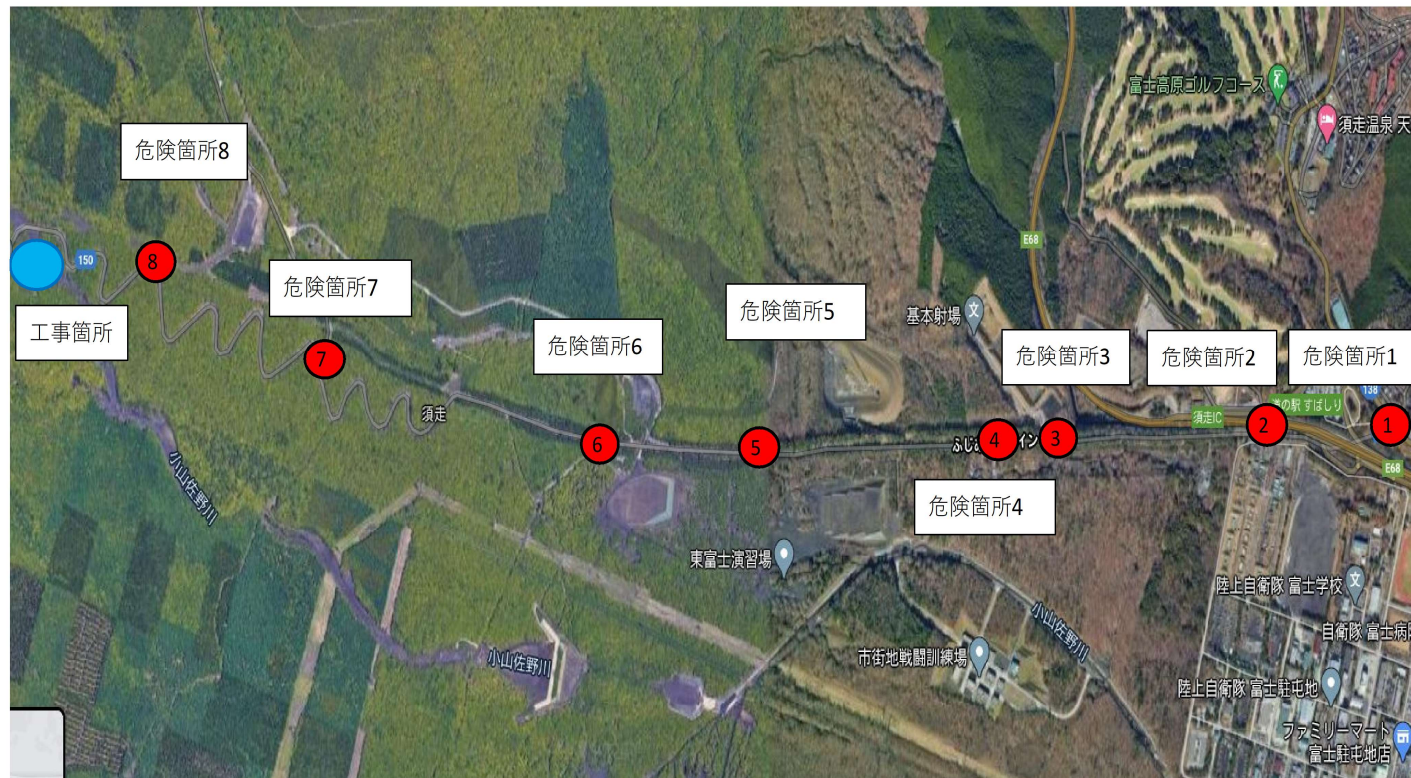 富士高原ゴルフコース
須走温泉 天
危険箇所8
E68
8
150
危険箇所7
危険箇所5
基本射場
工事箇所
危険箇所6
危険箇所3
危険箇所2
危険箇所1
7
138
道の駅 すばしり
須走IC
須走
6
5
4
3
2
1
E68
小山佐野川
危険箇所4
東富士演習場
陸上自衛隊 富士学校
小山佐野川
自衛隊 富士病院
小山佐野川
市街地戦闘訓練場
陸上自衛隊 富士駐屯地
ファミリーマート
富士駐屯地店